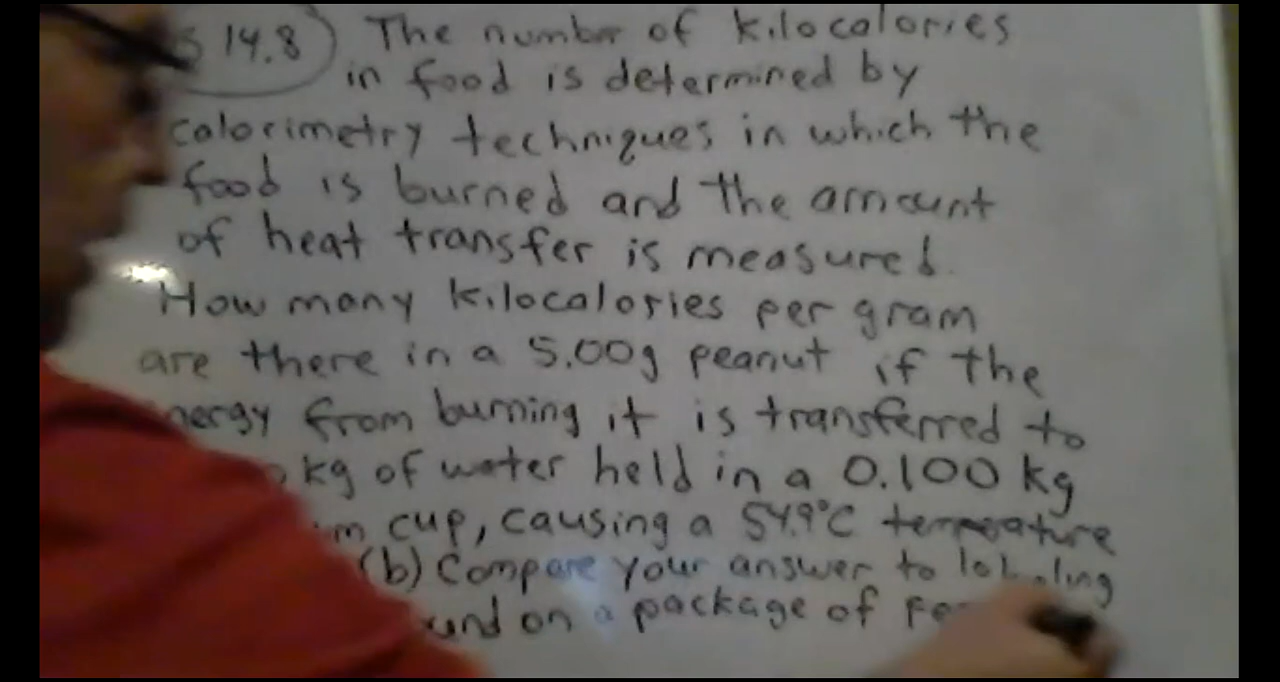 14.8) The number of kilocalories
in food is determined by
calorimetry techniques in which the
food is burned and the amount
of heat transfer is measured.
How many kilocalories per gram
are there in a 5.00g peanut if the
from burning it is transferred to
kg of water held in a 0.100 kg
cup, causing a 54.9°C temperature
(b) Compare your answer to labeling
on a package of